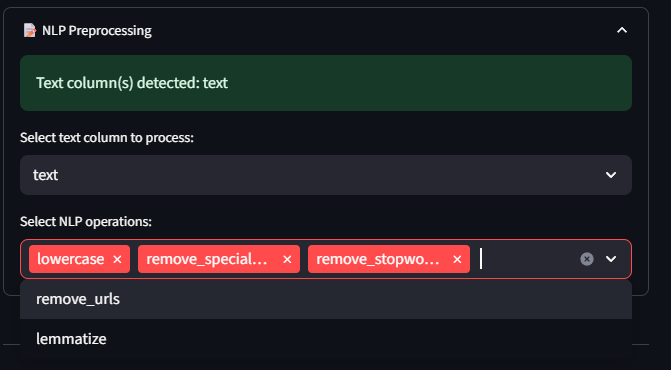 📝 NLP Preprocessing
Text column(s) detected: text
Select text column to process:
text
Select NLP operations:
lowercase × remove_special... × remove_stopwo... ×
remove_urls
lemmatize